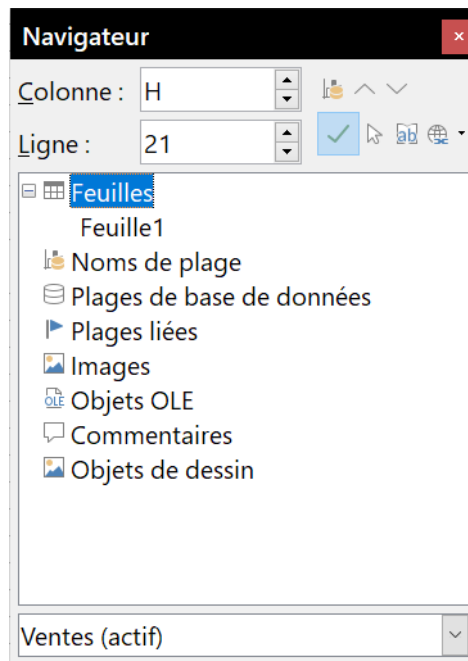 Navigateur
Colonne : H
Ligne : 21
Feuilles
Feuille1
Noms de plage
Plages de base de données
Plages liées
Images
OLE Objets OLE
Commentaires
Objets de dessin
Ventes (actif)